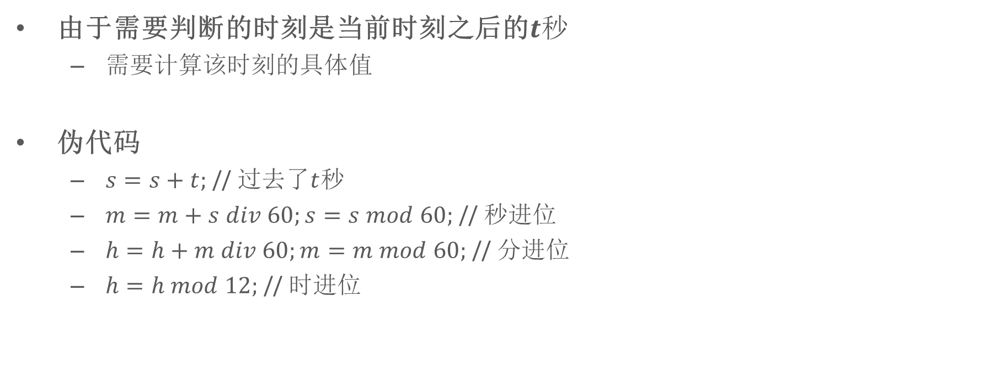 • 由于需要判断的时刻是当前时刻之后的t秒
– 需要计算该时刻的具体值
• 伪代码
– s = s + t; // 过去了t秒
– m = m + s div 60; s = s mod 60; // 秒进位
– h = h + m div 60; m = m mod 60; // 分进位
– h = h mod 12; // 时进位